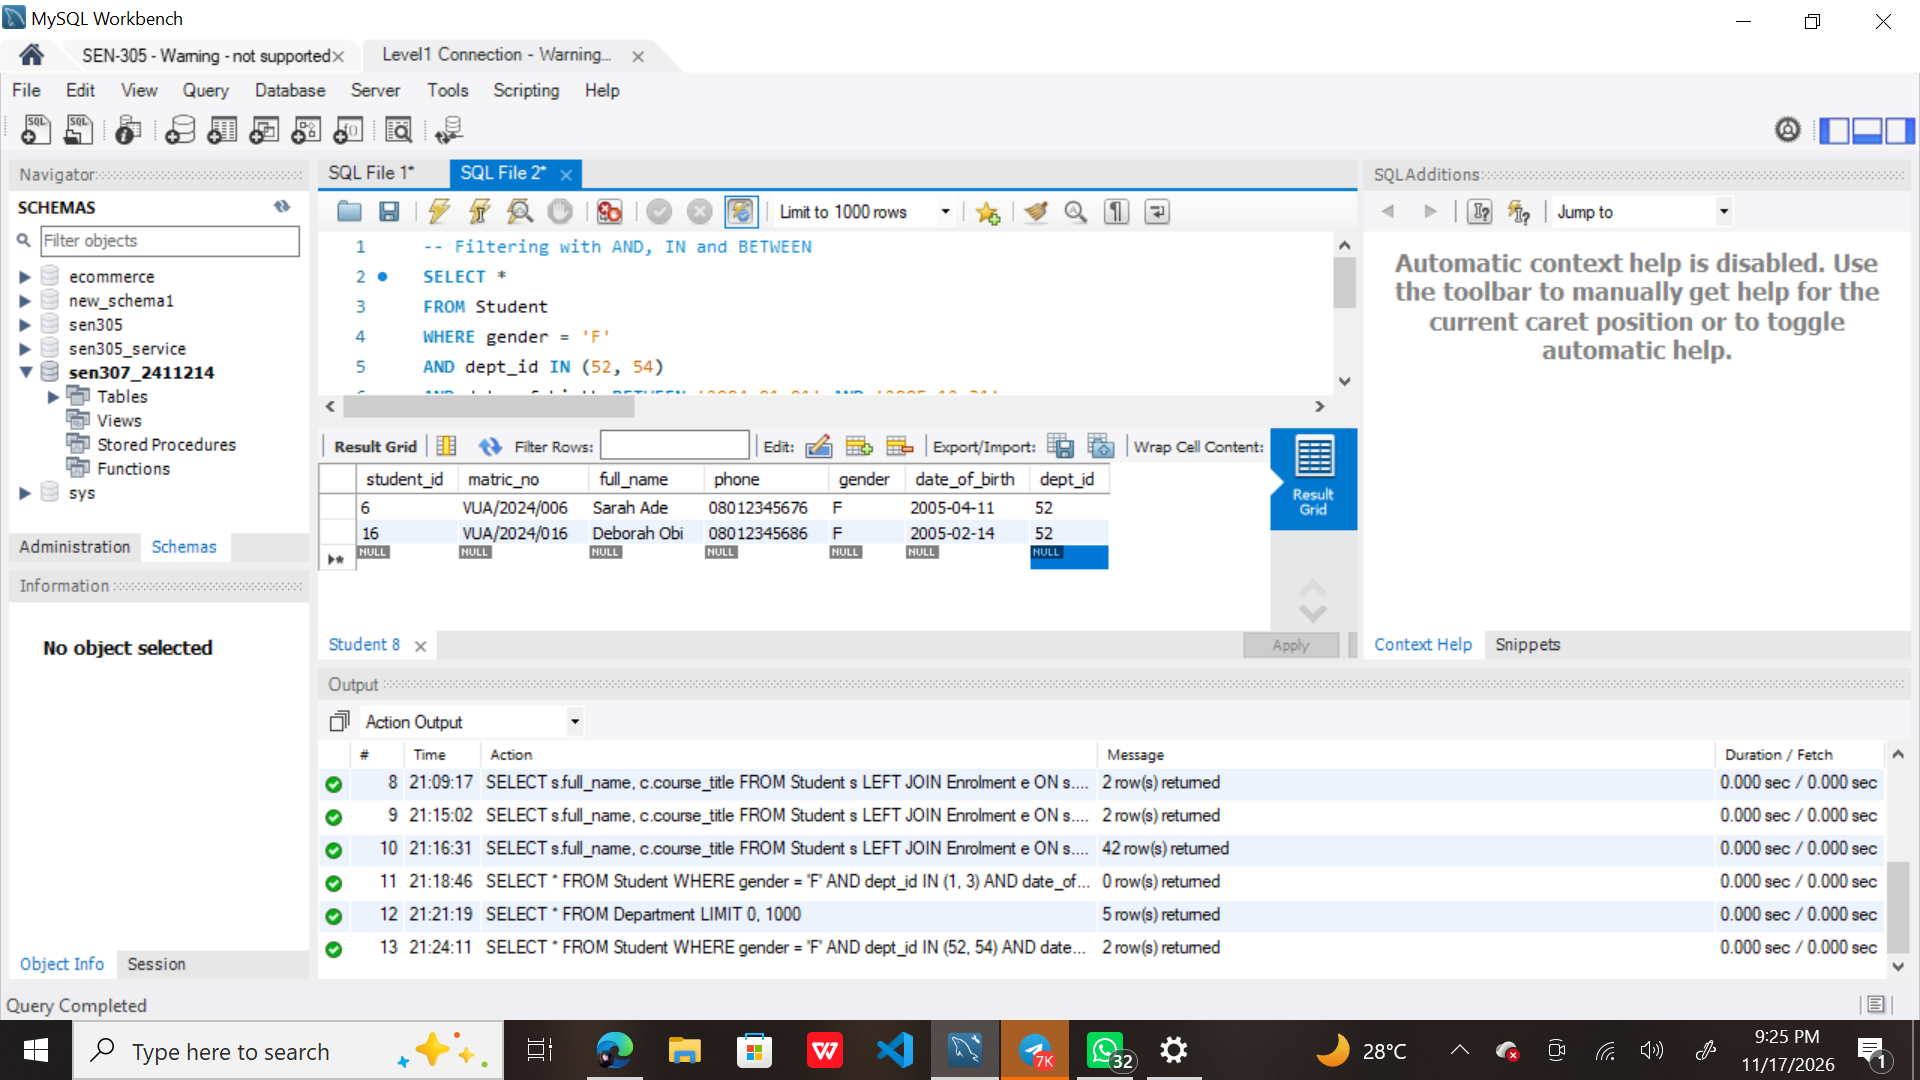 MySQL Workbench
SEN-305 - Warning - not supported
Level1 Connection - Warning...
File Edit View Query Database Server Tools Scripting Help
Navigator
SCHEMAS
Filter objects
ecommerce
new_schema1
sen305
sen305_service
sen307_2411214
Tables
Views
Stored Procedures
Functions
sys
Administration Schemas
Information
No object selected
Object Info Session
Query Completed
SQL File 1* SQL File 2*
Limit to 1000 rows
1 -- Filtering with AND, IN and BETWEEN
2 SELECT *
3 FROM Student
4 WHERE gender = 'F'
5 AND dept_id IN (52, 54)
Result Grid Filter Rows: Edit: Export/Import: Wrap Cell Content:
student_id matric_no full_name phone gender date_of_birth dept_id
6 VUA/2024/006 Sarah Ade 08012345676 F 2005-04-11 52
16 VUA/2024/016 Deborah Obi 08012345686 F 2005-02-14 52
NULL NULL NULL NULL NULL NULL NULL
Result Grid
Student 8
Apply
SQLAdditions
Jump to
Automatic context help is disabled. Use
the toolbar to manually get help for the
current caret position or to toggle
automatic help.
Context Help Snippets
Output
Action Output
# Time Action Message Duration / Fetch
8 21:09:17 SELECT s.full_name, c.course_title FROM Student s LEFT JOIN Enrolment e ON s.... 2 row(s) returned 0.000 sec / 0.000 sec
9 21:15:02 SELECT s.full_name, c.course_title FROM Student s LEFT JOIN Enrolment e ON s.... 2 row(s) returned 0.000 sec / 0.000 sec
10 21:16:31 SELECT s.full_name, c.course_title FROM Student s LEFT JOIN Enrolment e ON s.... 42 row(s) returned 0.000 sec / 0.000 sec
11 21:18:46 SELECT * FROM Student WHERE gender = 'F' AND dept_id IN (1, 3) AND date_of... 0 row(s) returned 0.000 sec / 0.000 sec
12 21:21:19 SELECT * FROM Department LIMIT 0, 1000 5 row(s) returned 0.000 sec / 0.000 sec
13 21:24:11 SELECT * FROM Student WHERE gender = 'F' AND dept_id IN (52, 54) AND date... 2 row(s) returned 0.000 sec / 0.000 sec
Type here to search
7K
32
28°C
9:25 PM
11/17/2026
1